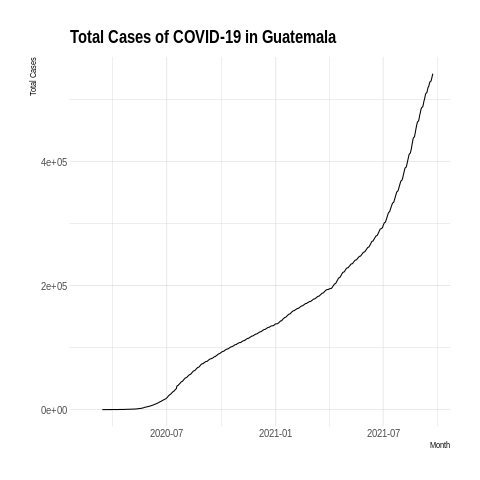 Total Cases of COVID-19 in Guatemala
Total Cases
4e+05
2e+05
0e+00
2020-07 2021-01 2021-07
Month